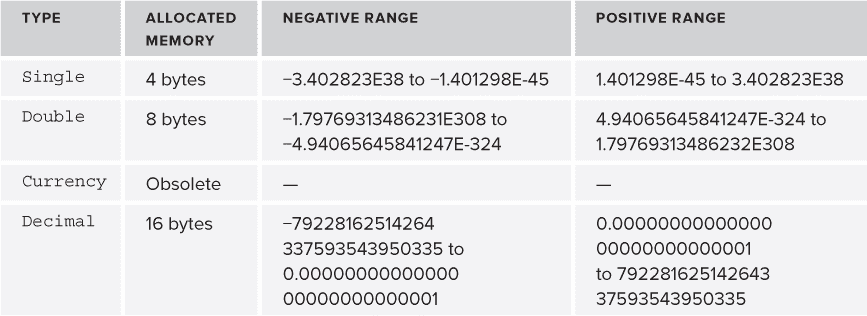 TYPE ALLOCATED MEMORY NEGATIVE RANGE POSITIVE RANGE
Single 4 bytes −3.402823E38 to −1.401298E-45 1.401298E-45 to 3.402823E38
Double 8 bytes −1.79769313486231E308 to 4.94065645841247E-324 to
−4.94065645841247E-324 1.79769313486232E308
Currency Obsolete — —
Decimal 16 bytes −79228162514264 0.00000000000000
337593543950335 to 00000000000001
0.00000000000000 to 792281625142643
00000000000001 37593543950335